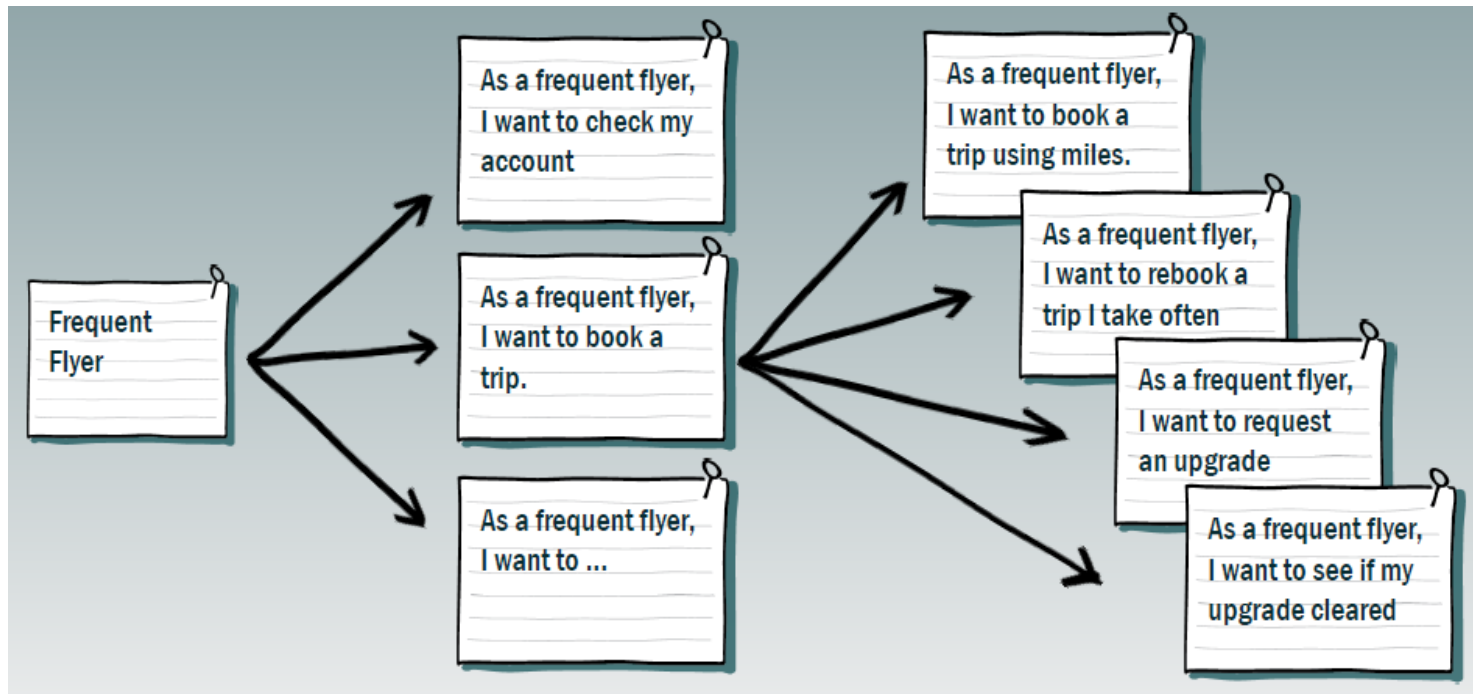 Frequent
Flyer
As a frequent flyer,
I want to check my
account
As a frequent flyer,
I want to book a
trip.
As a frequent flyer,
I want to ...
As a frequent flyer,
I want to book a
trip using miles.
As a frequent flyer,
I want to rebook a
trip I take often
As a frequent flyer,
I want to request
an upgrade
As a frequent flyer,
I want to see if my
upgrade cleared